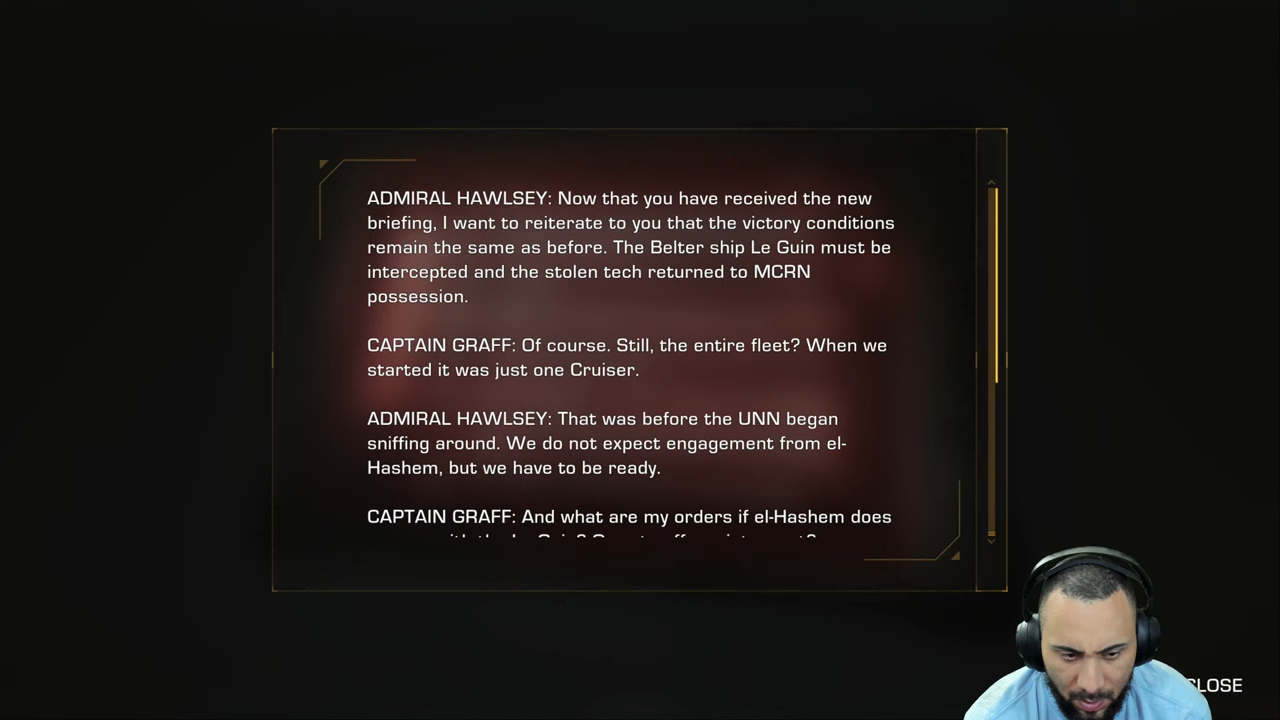 ADMIRAL HAWLSEY: Now that you have received the new
briefing, I want to reiterate to you that the victory conditions
remain the same as before. The Belter ship Le Guin must be
intercepted and the stolen tech returned to MCRN
possession.
CAPTAIN GRAFF: Of course. Still, the entire fleet? When we
started it was just one Cruiser.
ADMIRAL HAWLSEY: That was before the UNN began
sniffing around. We do not expect engagement from el-
Hashem, but we have to be ready.
CAPTAIN GRAFF: And what are my orders if el-Hashem does
CLOSE